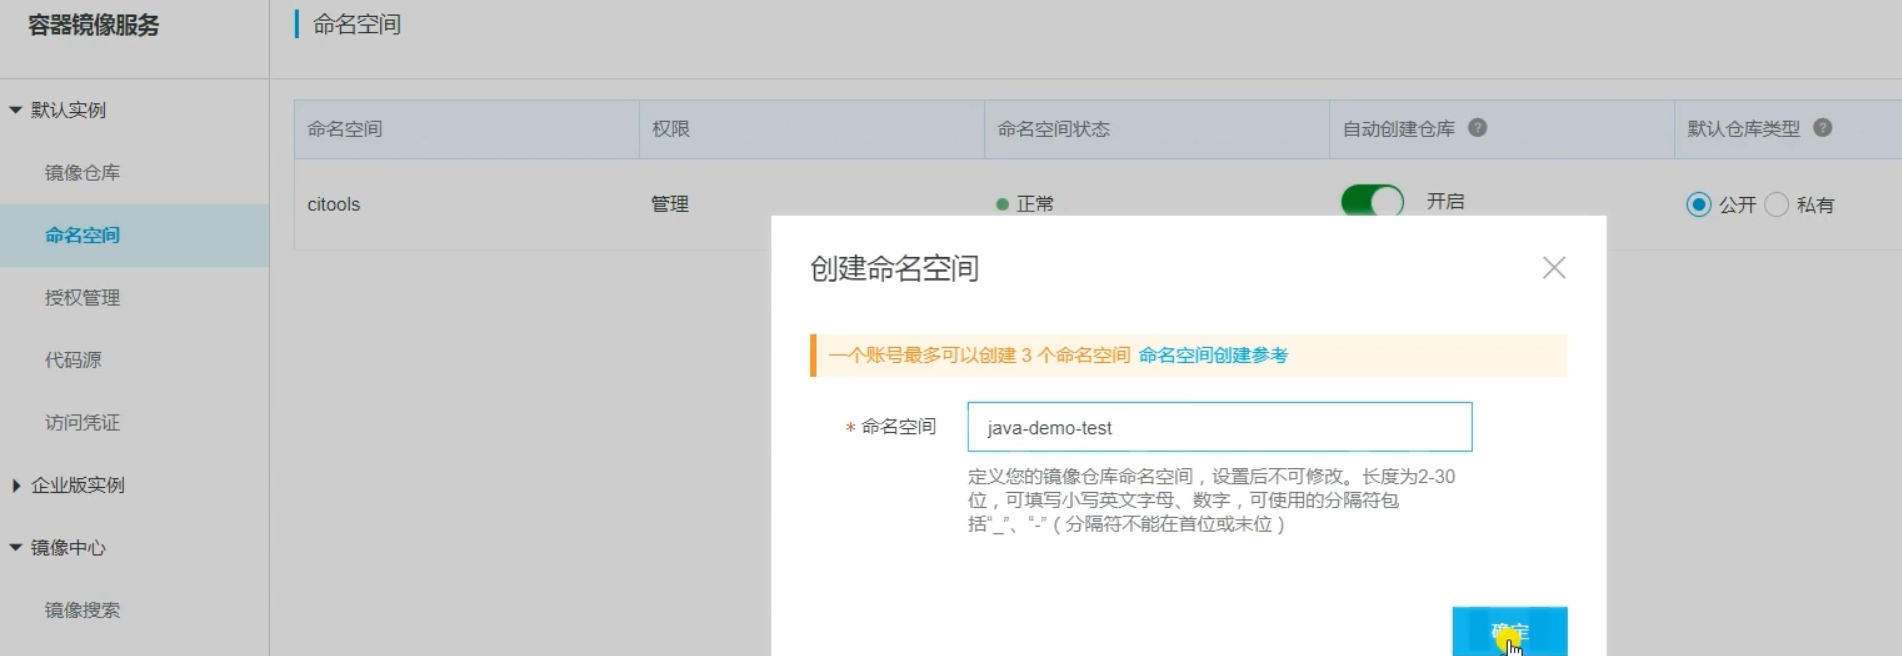 容器镜像服务
命名空间
默认实例
镜像仓库
命名空间
授权管理
代码源
访问凭证
企业版实例
镜像中心
镜像搜索
命名空间 权限 命名空间状态 自动创建仓库 ? 默认仓库类型 ?
citools 管理 正常 开启 公开 私有
创建命名空间
一个账号最多可以创建 3 个命名空间 命名空间创建参考
* 命名空间 java-demo-test
定义您的镜像仓库命名空间，设置后不可修改。长度为2-30
位，可填写小写英文字母、数字，可使用的分隔符包
括“_”、“-”（分隔符不能在首位或末位）
确定